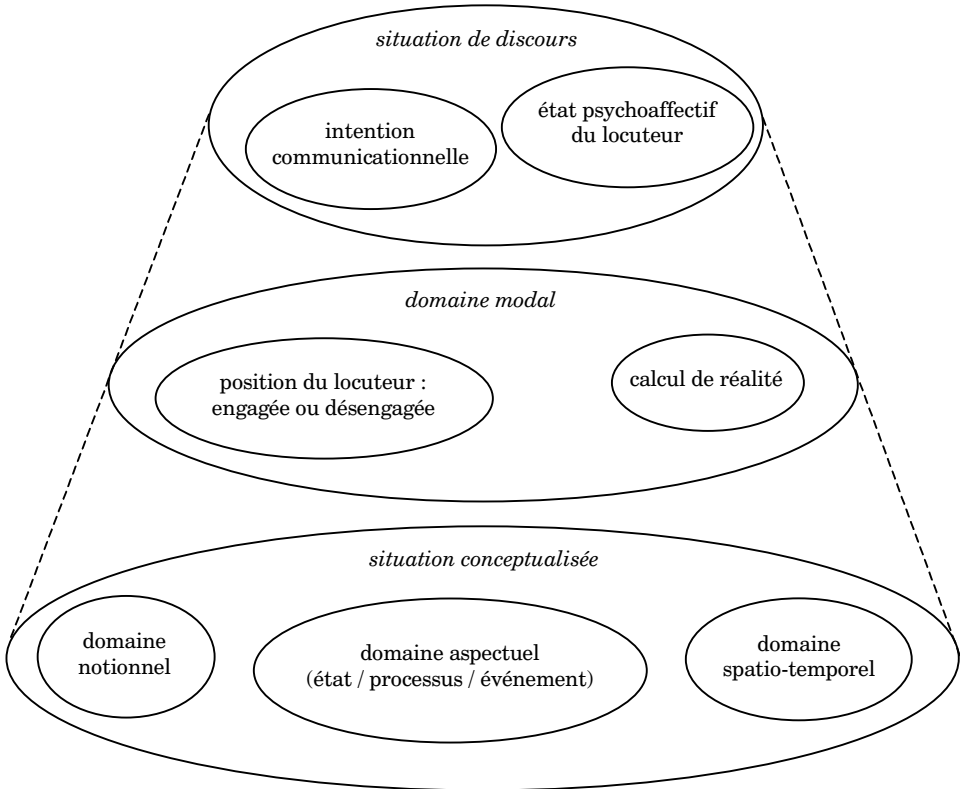 situation de discours
intention
communicationnelle
état psychoaffectif
du locuteur
domaine modal
position du locuteur :
engagée ou désengagée
calcul de réalité
situation conceptualisée
domaine
notionnel
domaine aspectuel
(état / processus / événement)
domaine
spatio-temporel